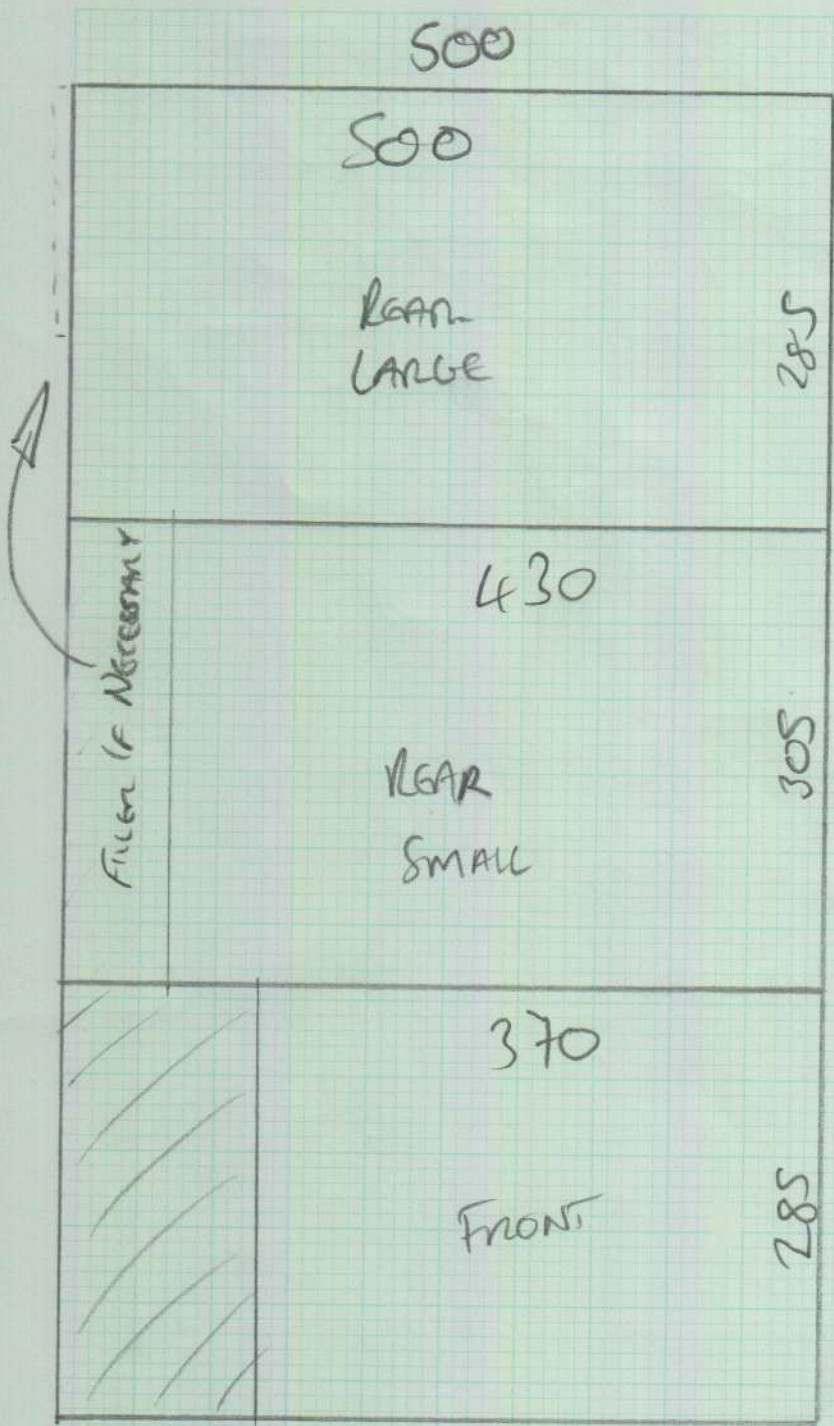 500
500
REAR
LARGE
285
FILLER IF NECESSARY
430
305
REAR
SMALL
370
285
FRONT